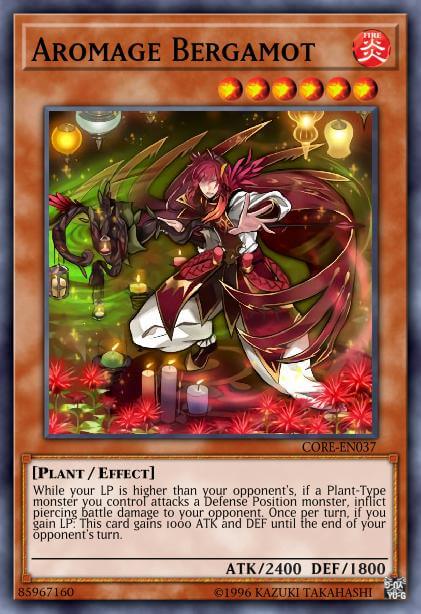 AROMAGE BERGAMOT
FIRE
炎
CORE-EN037
[PLANT / EFFECT]
While your LP is higher than your opponent's, if a Plant-Type
monster you control attacks a Defense Position monster, inflict
piercing battle damage to your opponent. Once per turn, if you
gain LP: This card gains 1000 ATK and DEF until the end of your
opponent's turn.
ATK/2400 DEF/1800
85967160
©1996 KAZUKI TAKAHASHI